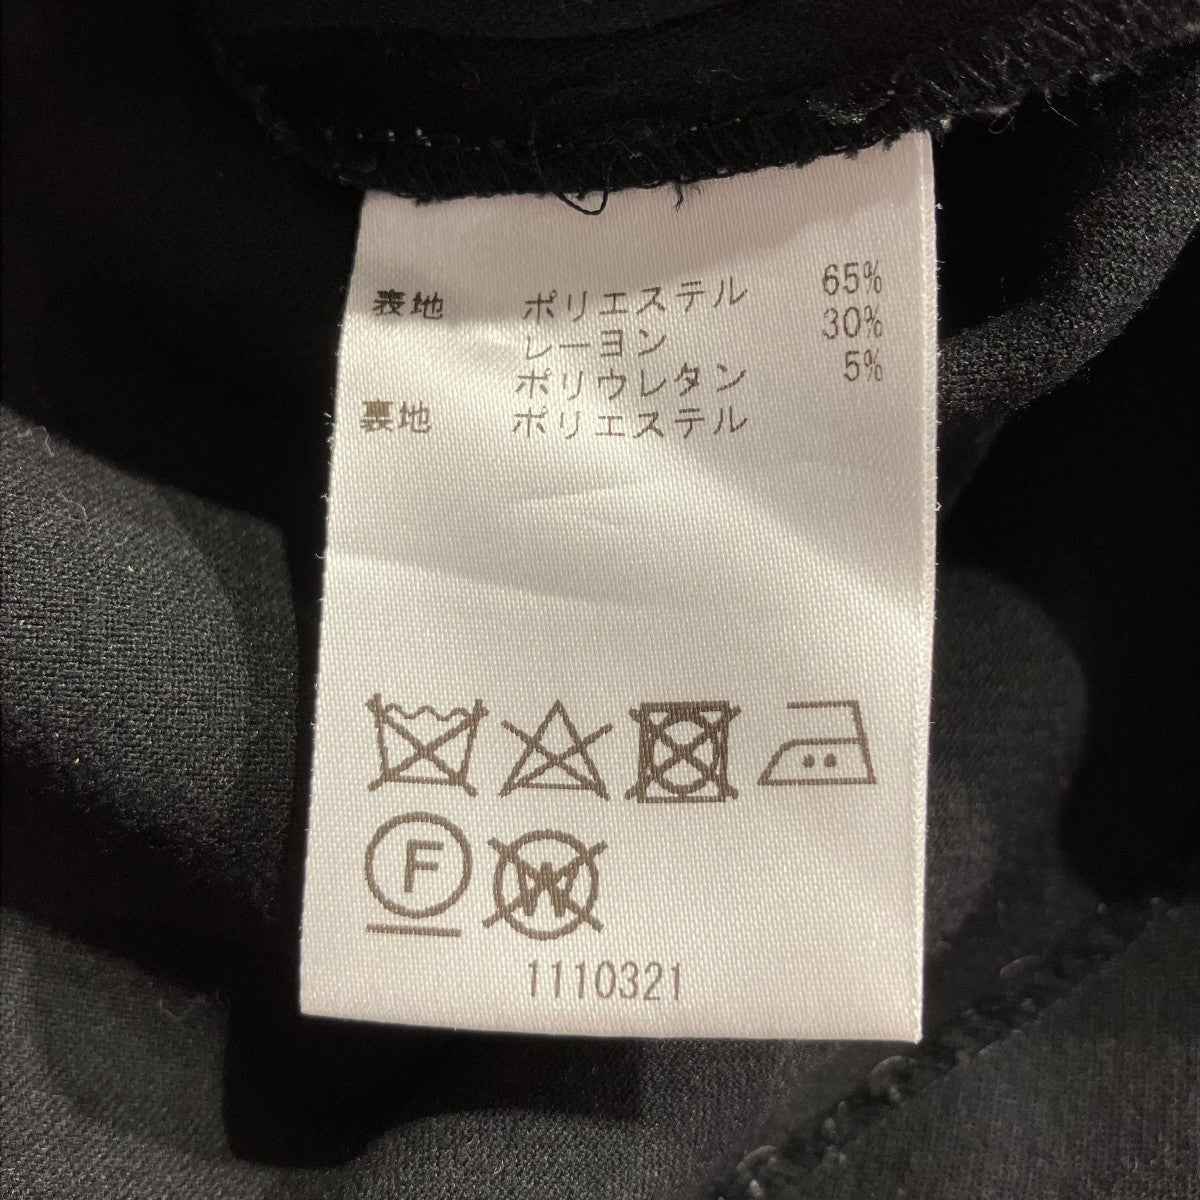 表地 ポリエステル 65%
レーヨン 30%
ポリウレタン 5%
裏地 ポリエステル
F W
1110321